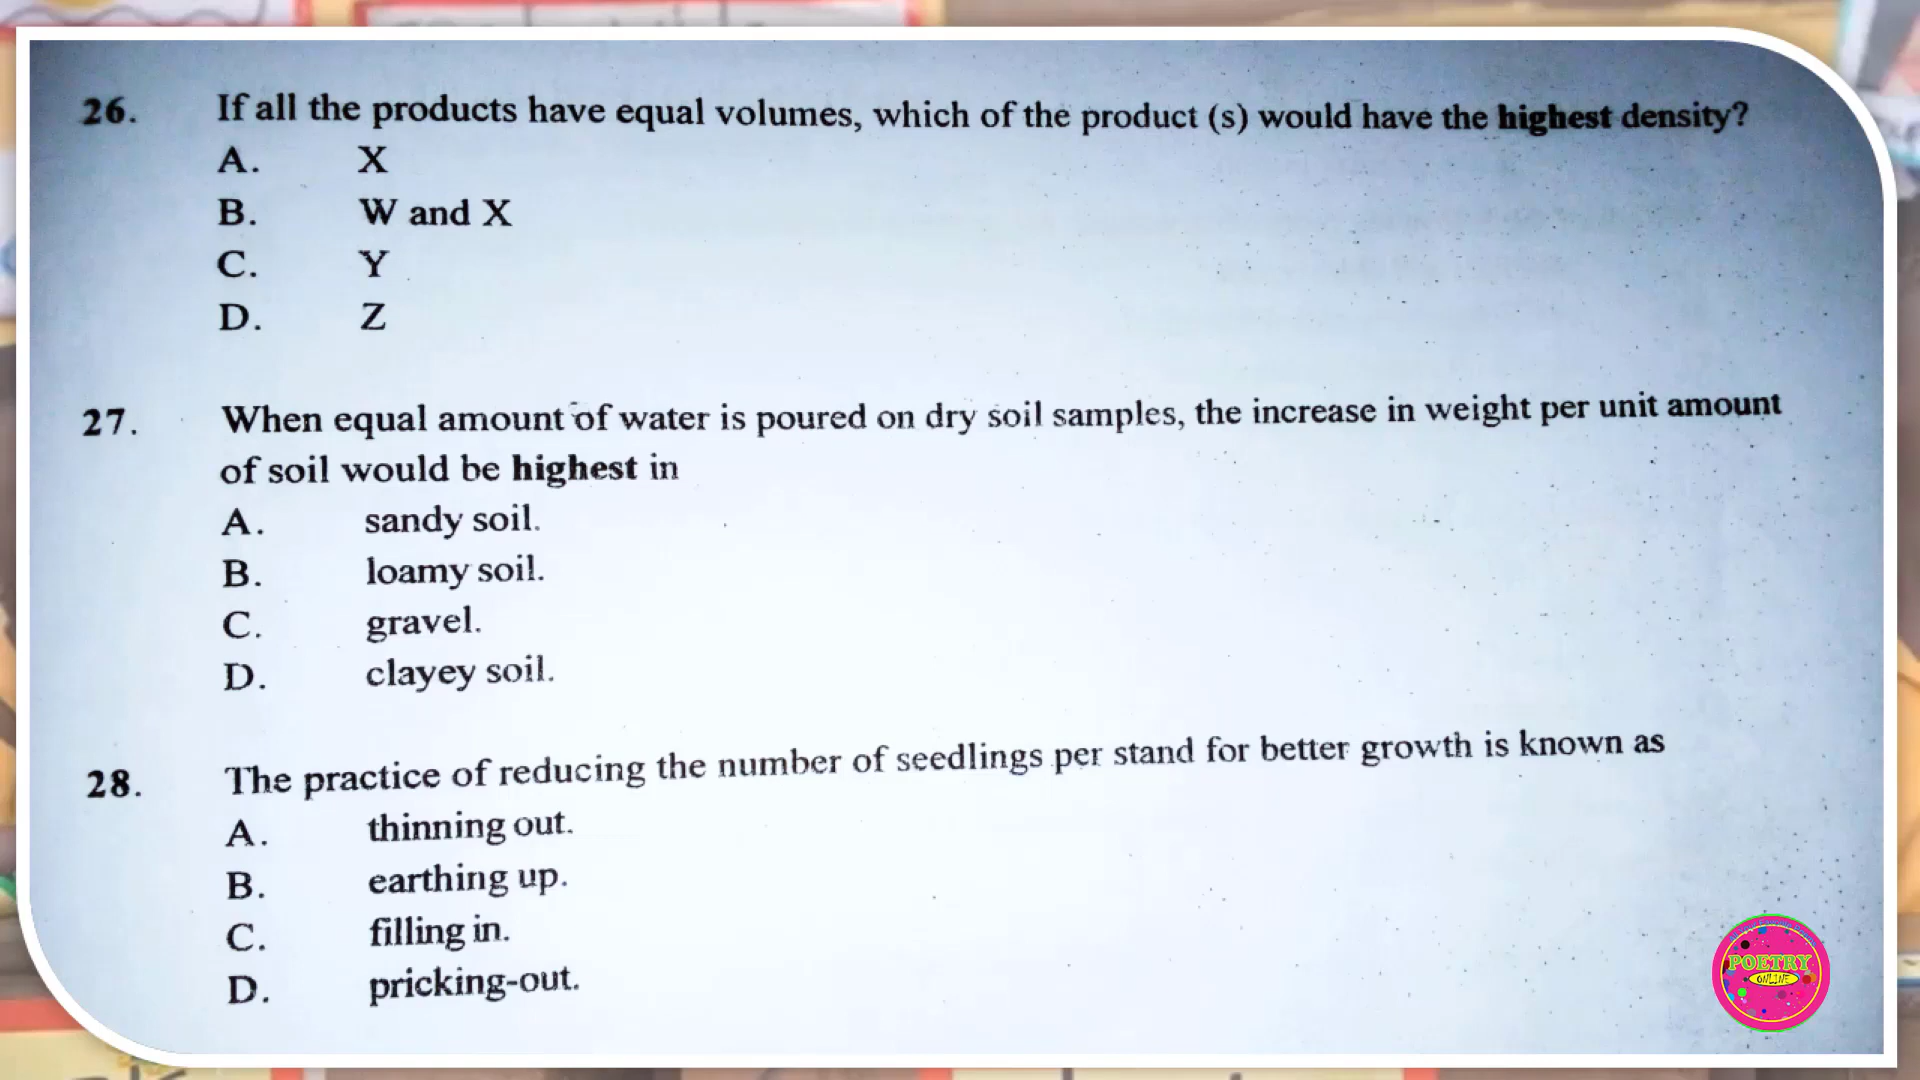 26. If all the products have equal volumes, which of the product (s) would have the highest density?
A. X
B. W and X
C. Y
D. Z
27. When equal amount of water is poured on dry soil samples, the increase in weight per unit amount
of soil would be highest in
A. sandy soil.
B. loamy soil.
C. gravel.
D. clayey soil.
28. The practice of reducing the number of seedlings per stand for better growth is known as
A. thinning out.
B. earthing up.
C. filling in.
D. pricking-out.
POETRY
ONLINE